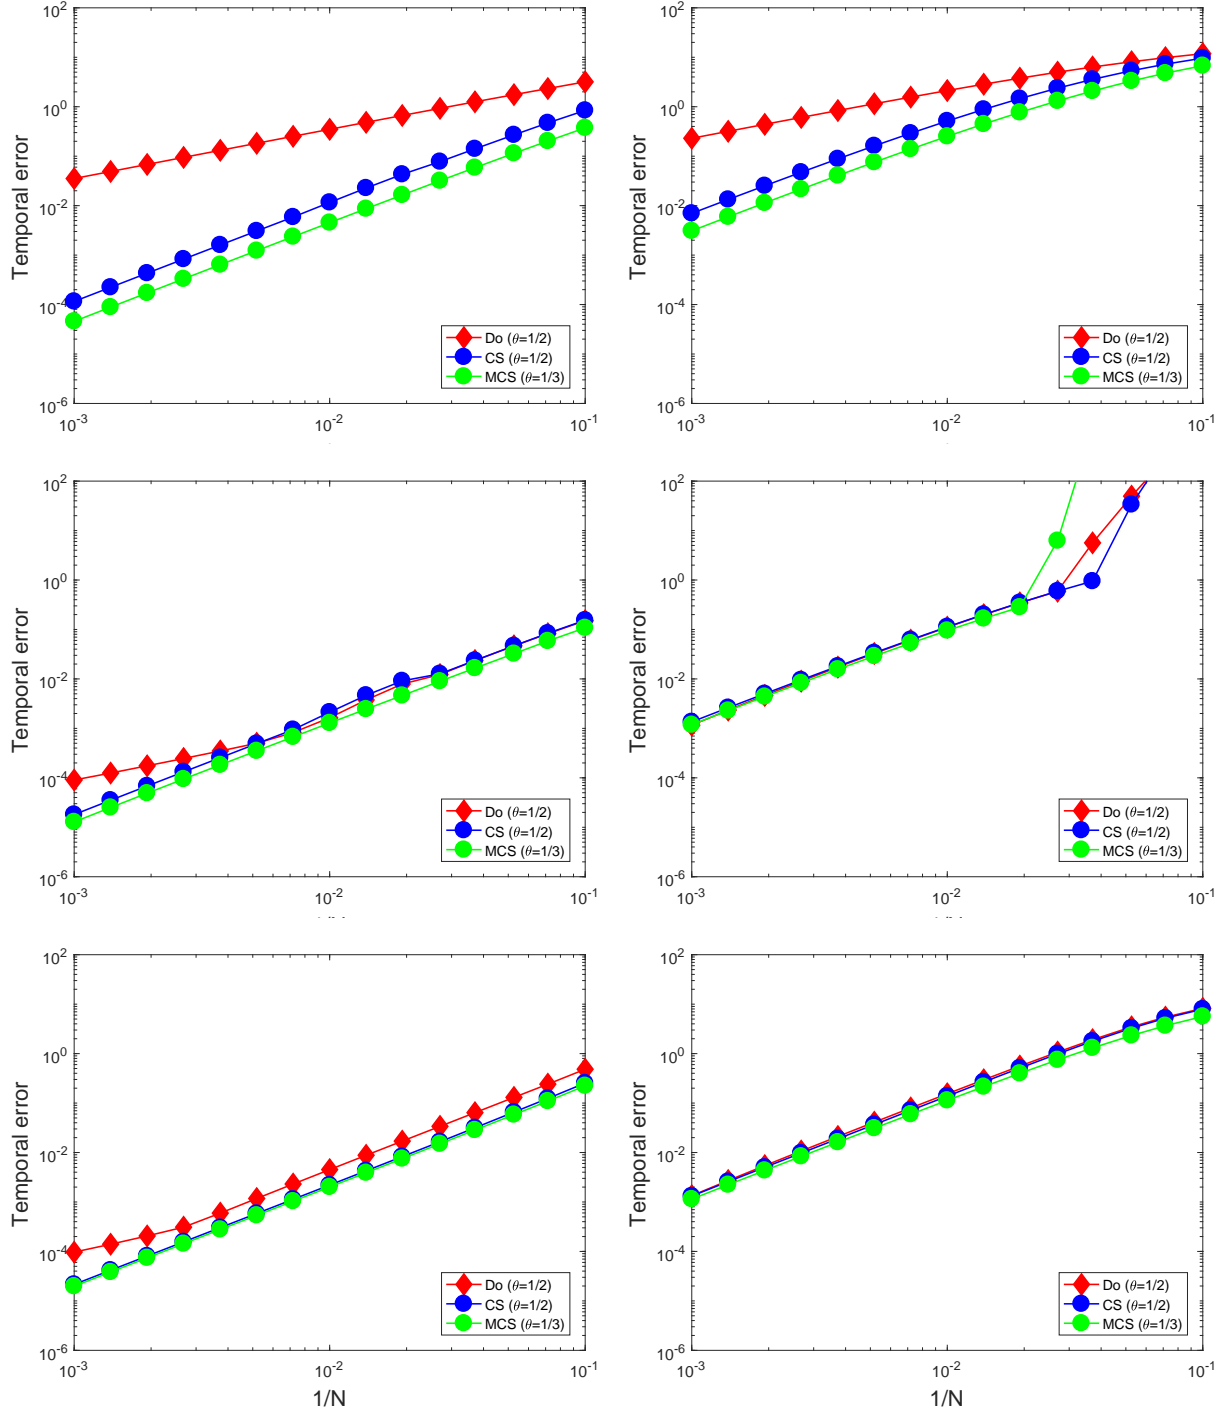 10^2
10^0
10^-2
10^-4
10^-6
Temporal error
10^-3
10^-2
10^-1
Do (θ=1/2)
CS (θ=1/2)
MCS (θ=1/3)
10^2
10^0
10^-2
10^-4
10^-6
Temporal error
10^-3
10^-2
10^-1
Do (θ=1/2)
CS (θ=1/2)
MCS (θ=1/3)
10^2
10^0
10^-2
10^-4
10^-6
Temporal error
10^-3
10^-2
10^-1
Do (θ=1/2)
CS (θ=1/2)
MCS (θ=1/3)
10^2
10^0
10^-2
10^-4
10^-6
Temporal error
10^-3
10^-2
10^-1
Do (θ=1/2)
CS (θ=1/2)
MCS (θ=1/3)
10^2
10^0
10^-2
10^-4
10^-6
Temporal error
10^-3
10^-2
10^-1
1/N
Do (θ=1/2)
CS (θ=1/2)
MCS (θ=1/3)
10^2
10^0
10^-2
10^-4
10^-6
Temporal error
10^-3
10^-2
10^-1
1/N
Do (θ=1/2)
CS (θ=1/2)
MCS (θ=1/3)